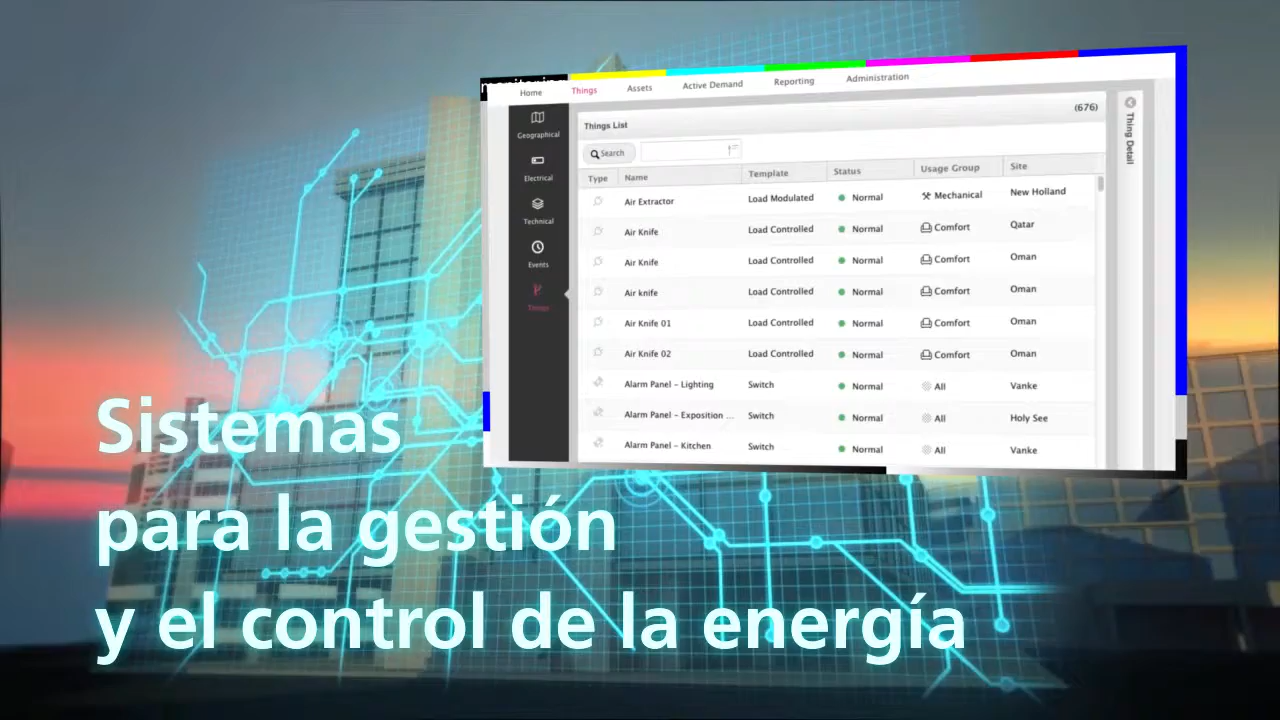 monitoring
Home Things Assets Active Demand Reporting Administration
Geographical
Electrical
Technical
Events
Things
Things List (676)
Search
Type Name Template Status Usage Group Site
Air Extractor Load Modulated Normal Mechanical New Holland
Air Knife Load Controlled Normal Comfort Qatar
Air Knife Load Controlled Normal Comfort Oman
Air knife Load Controlled Normal Comfort Oman
Air Knife 01 Load Controlled Normal Comfort Oman
Air Knife 02 Load Controlled Normal Comfort Oman
Alarm Panel - Lighting Switch Normal All Vanke
Alarm Panel - Exposition ... Switch Normal All Holy See
Alarm Panel - Kitchen Switch Normal All Vanke
Thing Detail
Sistemas
para la gestión
y el control de la energía